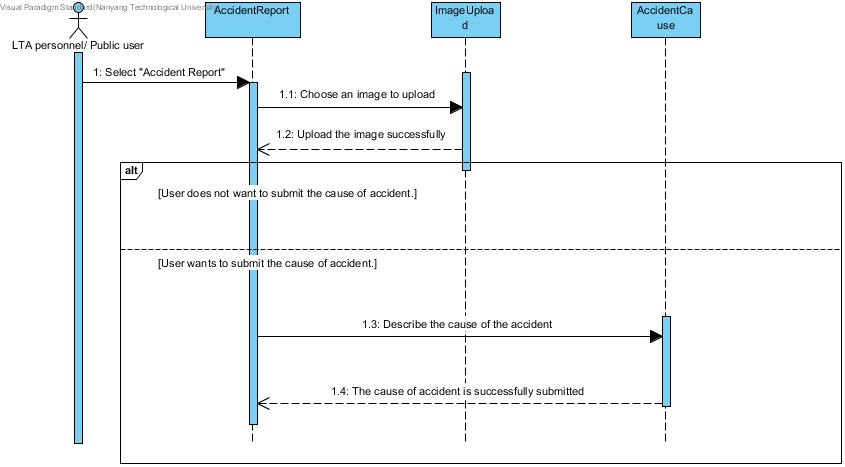 Visual Paradigm Standard(Nanyang Technological University)
AccidentReport
ImageUploa
d
AccidentCa
use
LTA personnel/ Public user
1: Select "Accident Report"
1.1: Choose an image to upload
1.2: Upload the image successfully
alt
[User does not want to submit the cause of accident.]
[User wants to submit the cause of accident.]
1.3: Describe the cause of the accident
1.4: The cause of accident is successfully submitted